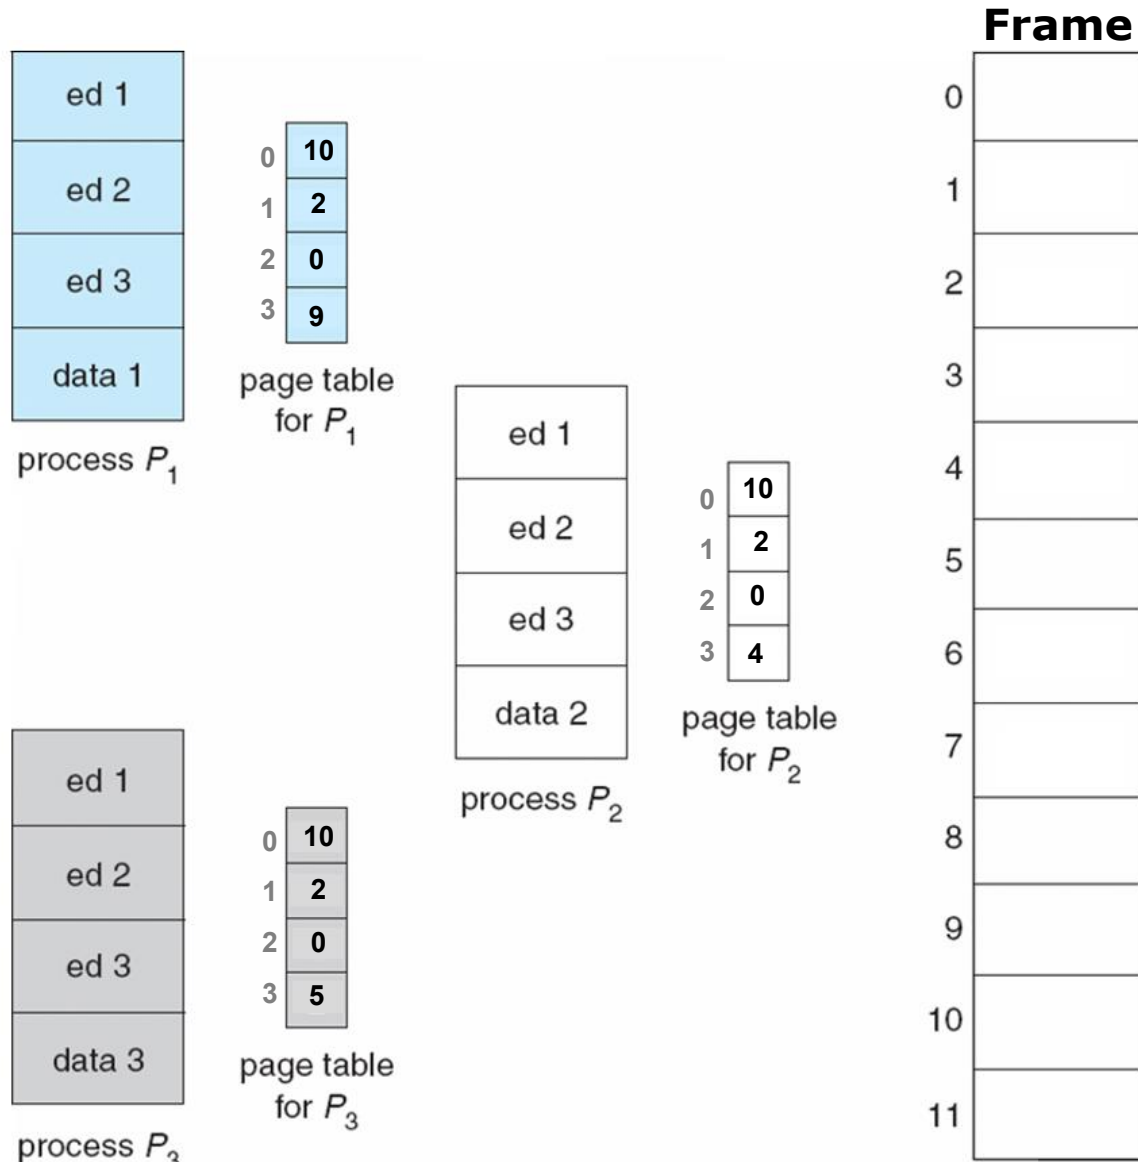 Frame
ed 1
ed 2
ed 3
data 1
process P1
0 10
1 2
2 0
3 9
page table
for P1
ed 1
ed 2
ed 3
data 2
process P2
0 10
1 2
2 0
3 4
page table
for P2
ed 1
ed 2
ed 3
data 3
process P3
0 10
1 2
2 0
3 5
page table
for P3
0
1
2
3
4
5
6
7
8
9
10
11